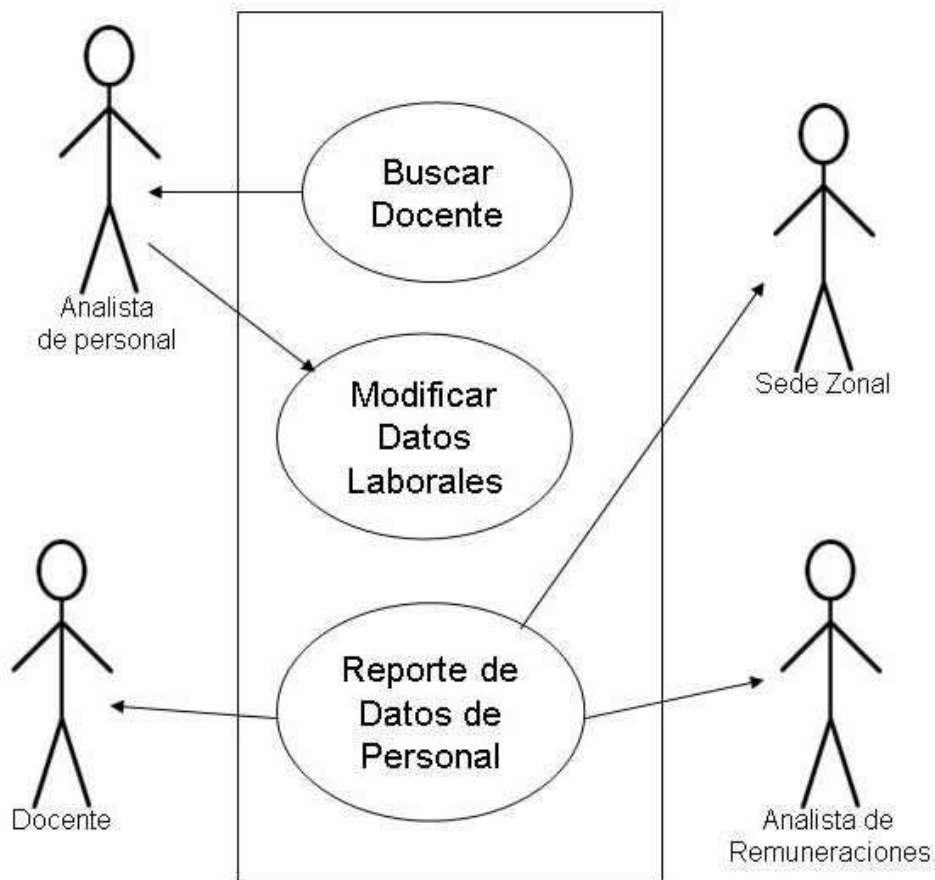 Buscar
Docente
Analista
de personal
Modificar
Datos
Laborales
Sede Zonal
Reporte de
Datos de
Personal
Docente
Analista de
Remuneraciones